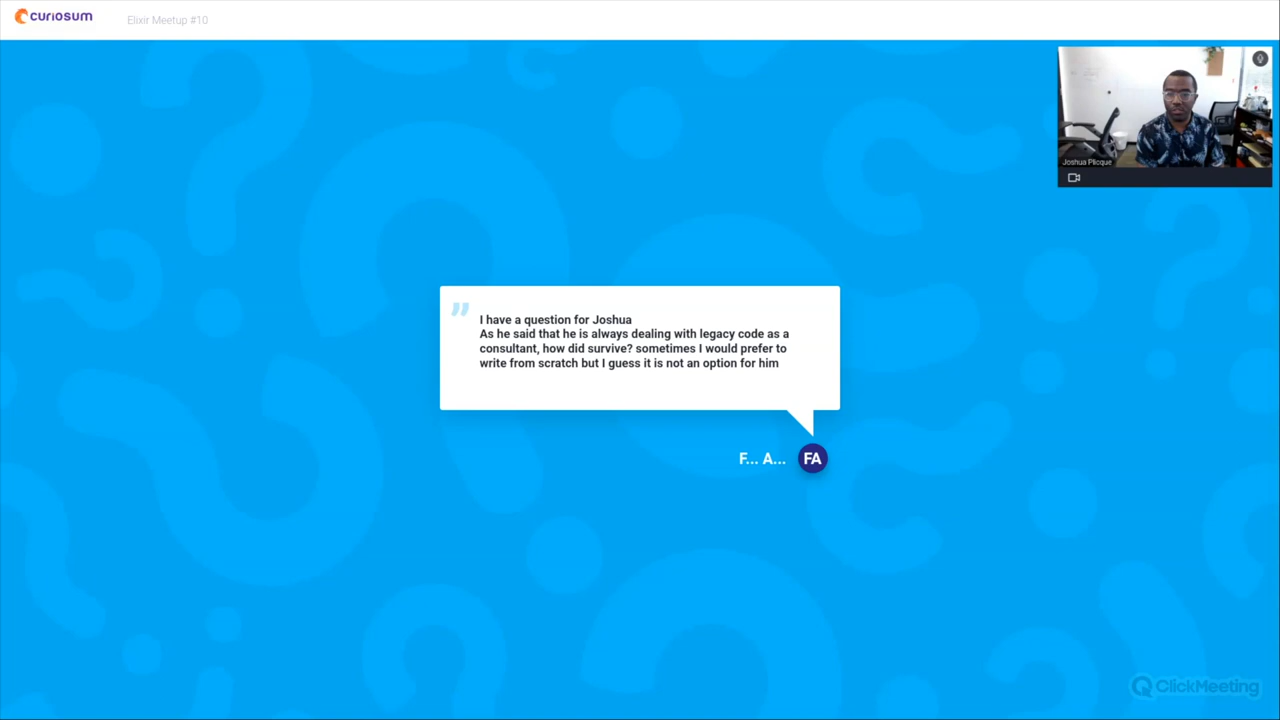 curiosum
Elixir Meetup #10
Joshua Plicque
”
I have a question for Joshua
As he said that he is always dealing with legacy code as a
consultant, how did survive? sometimes I would prefer to
write from scratch but I guess it is not an option for him
F... A...
FA
ClickMeeting